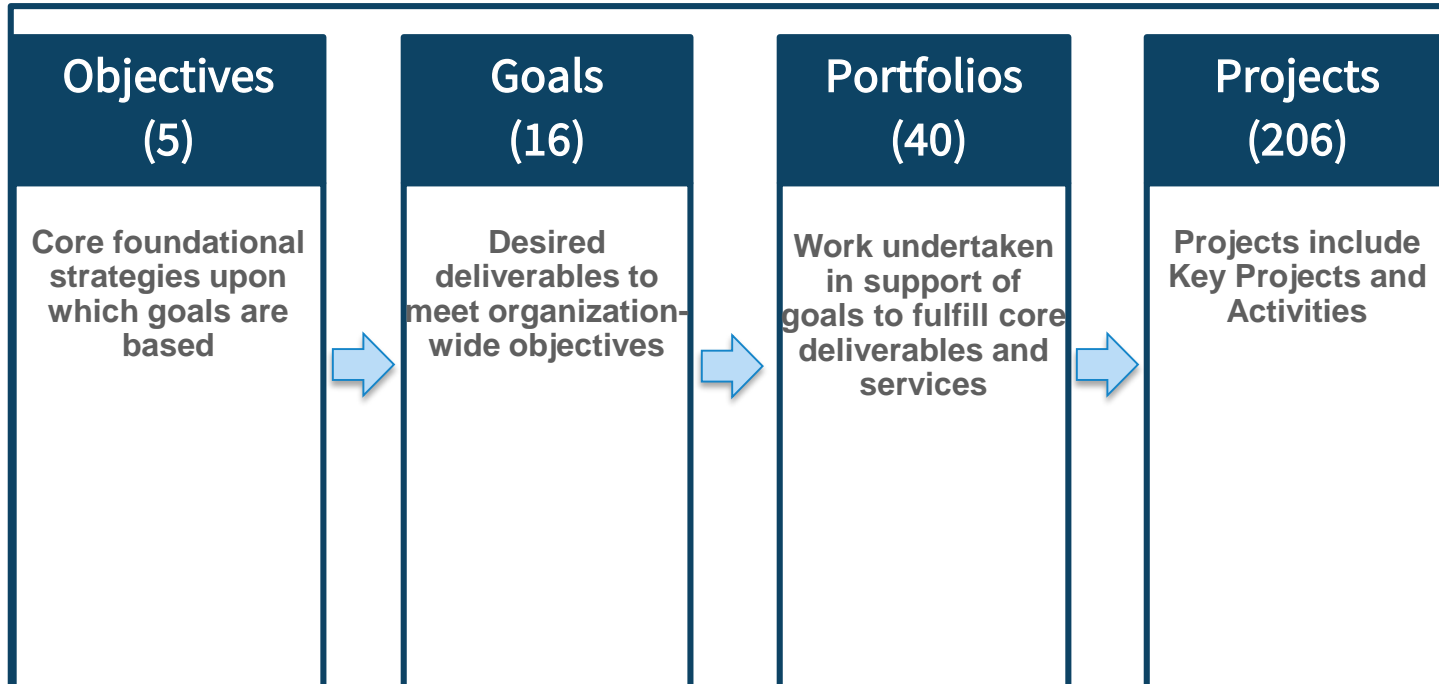 Objectives
(5)
Core foundational
strategies upon
which goals are
based
Goals
(16)
Desired
deliverables to
meet organization-
wide objectives
Portfolios
(40)
Work undertaken
in support of
goals to fulfill core
deliverables and
services
Projects
(206)
Projects include
Key Projects and
Activities